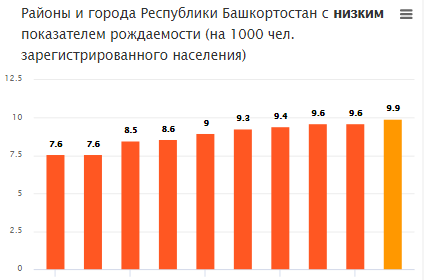 Районы и города Республики Башкортостан с низким
показателем рождаемости (на 1000 чел.
зарегистрированного населения)
12.5
10
7.5
5
2.5
0
7.6 7.6 8.5 8.6 9 9.3 9.4 9.6 9.6 9.9